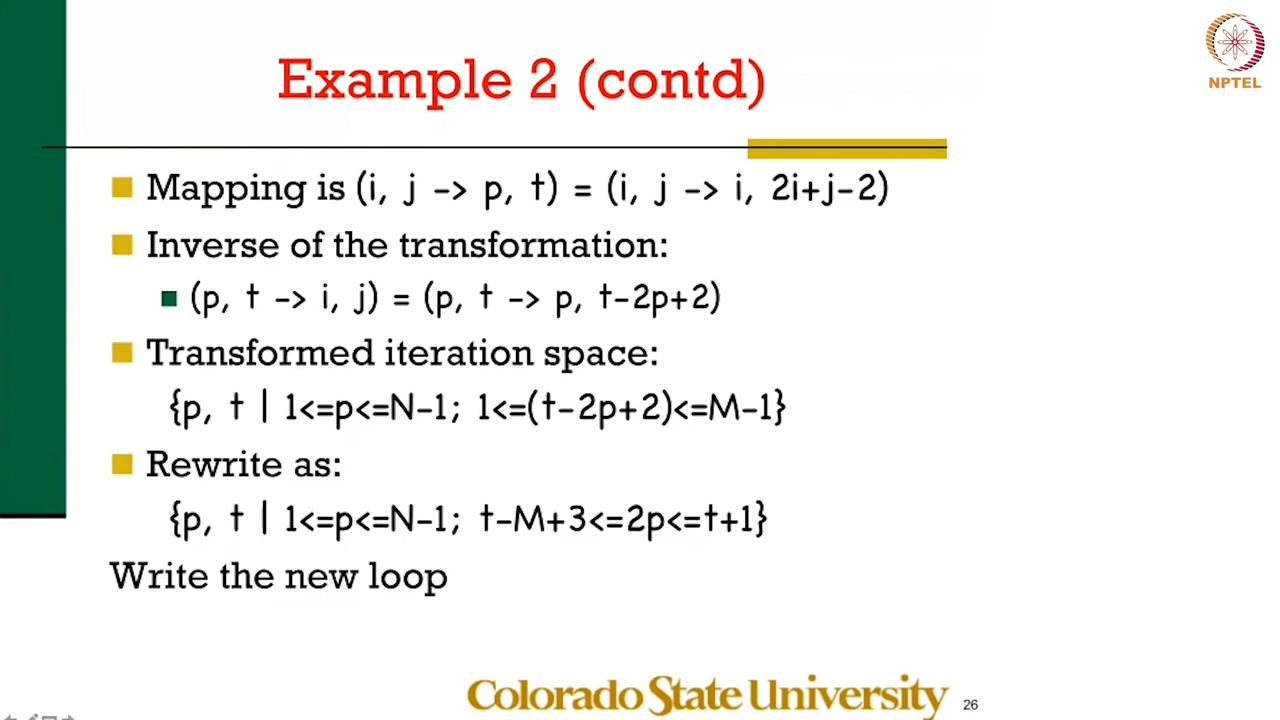 NPTEL
Example 2 (contd)
Mapping is (i, j -> p, t) = (i, j -> i, 2i+j-2)
Inverse of the transformation:
(p, t -> i, j) = (p, t -> p, t-2p+2)
Transformed iteration space:
{p, t | 1<=p<=N-1; 1<=(t-2p+2)<=M-1}
Rewrite as:
{p, t | 1<=p<=N-1; t-M+3<=2p<=t+1}
Write the new loop
Colorado State University
26